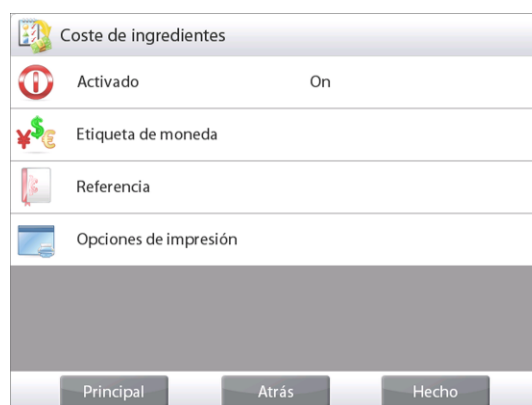 Coste de ingredientes
Activado On
Etiqueta de moneda
Referencia
Opciones de impresión
Principal Atrás Hecho